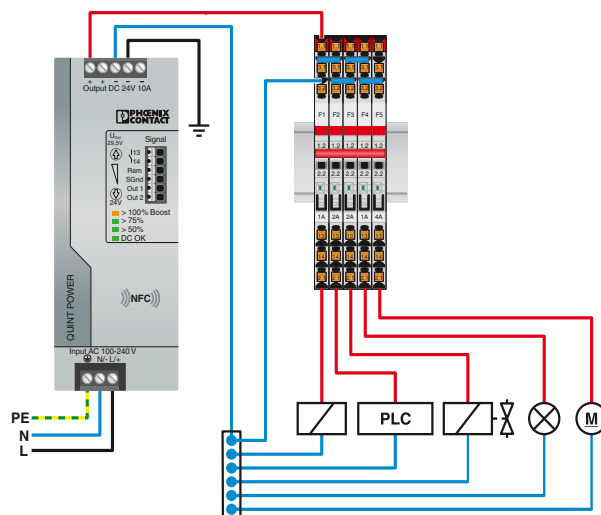 + + − − −
Output DC 24V 10A
PHŒNIX
CONTACT
UOut
29,5V
Signal
13
14
Rem
SGnd
Out 1
Out 2
24V
> 100% Boost
> 75%
> 50%
DC OK
QUINT POWER
NFC
Input AC 100-240 V
N/- L/+
PE
N
L
F1 F2 F3 F4 F5
1.2 1.2 1.2 1.2 1.2
2.2 2.2 2.2 2.2 2.2
1A 2A 2A 1A 4A
PLC
M